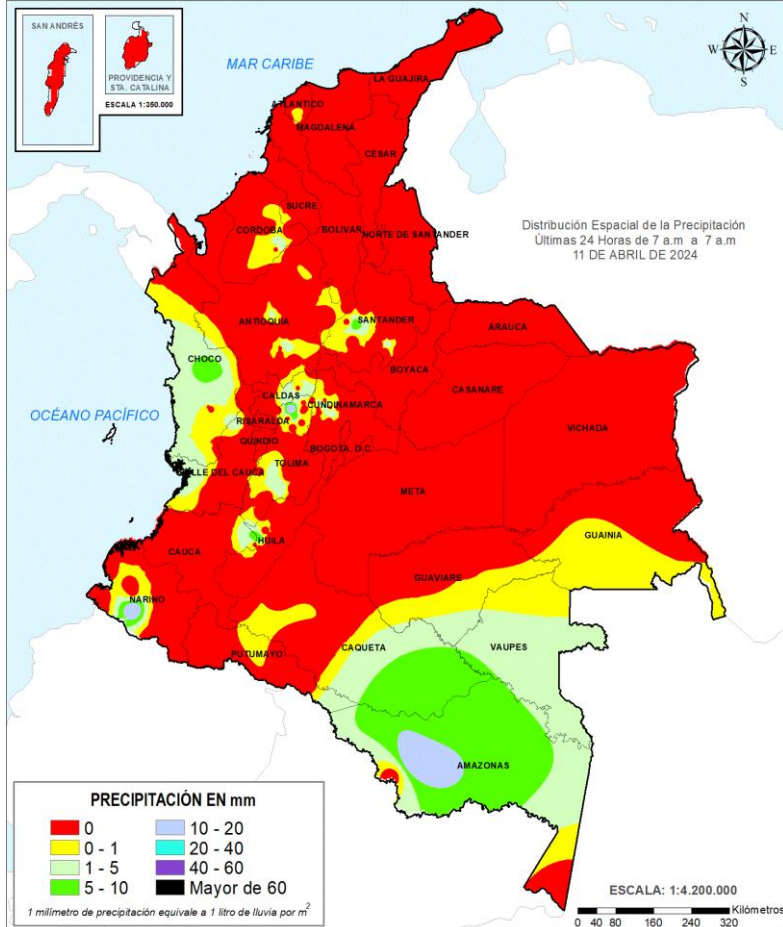 SAN ANDRÉS
PROVIDENCIA Y
STA. CATALINA
ESCALA 1:350.000
N
W E
S
MAR CARIBE
LA GUAJIRA
ATLANTICO
MAGDALENA
CESAR
SUCRE
CORDOBA
BOLIVAR
NORTE DE SANTANDER
Distribución Espacial de la Precipitación
Últimas 24 Horas de 7 a.m a 7 a.m
11 DE ABRIL DE 2024
ANTIOQUIA
SANTANDER
ARAUCA
CHOCO
BOYACA
CASANARE
CALDAS
CUNDINAMARCA
OCÉANO PACÍFICO
RISARALDA
VICHADA
QUINDIO
BOGOTA, D.C.
TOLIMA
VALLE DEL CAUCA
META
GUAINIA
HUILA
CAUCA
GUAVIARE
NARIÑO
CAQUETA
VAUPES
PUTUMAYO
AMAZONAS
PRECIPITACIÓN EN mm
0
0 - 1
1 - 5
5 - 10
10 - 20
20 - 40
40 - 60
Mayor de 60
1 milímetro de precipitación equivale a 1 litro de lluvia por m²
ESCALA: 1:4.200.000
Kilómetros
0 40 80 160 240 320